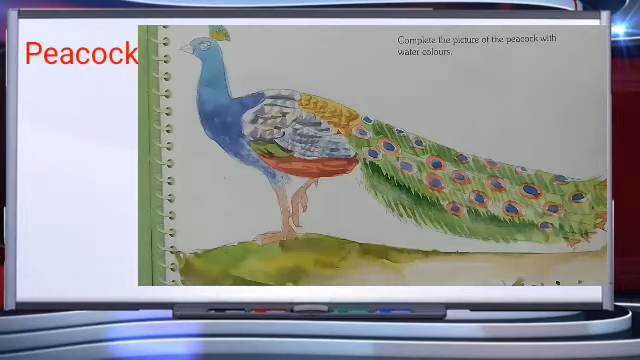 Peacock
Complete the picture of the peacock with
water colours.